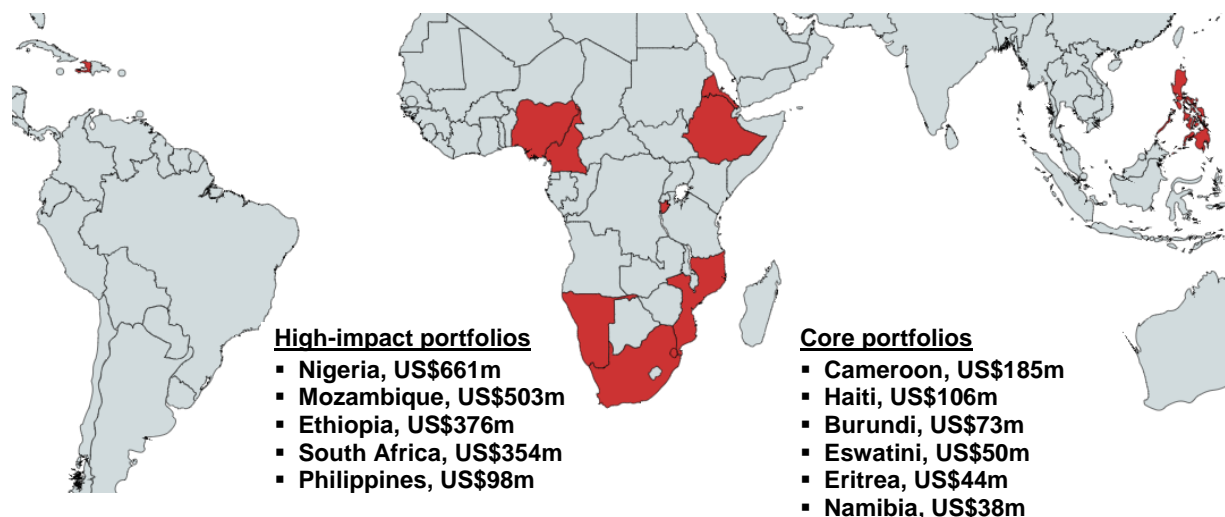 High-impact portfolios
▪ Nigeria, US$661m
▪ Mozambique, US$503m
▪ Ethiopia, US$376m
▪ South Africa, US$354m
▪ Philippines, US$98m
Core portfolios
▪ Cameroon, US$185m
▪ Haiti, US$106m
▪ Burundi, US$73m
▪ Eswatini, US$50m
▪ Eritrea, US$44m
▪ Namibia, US$38m